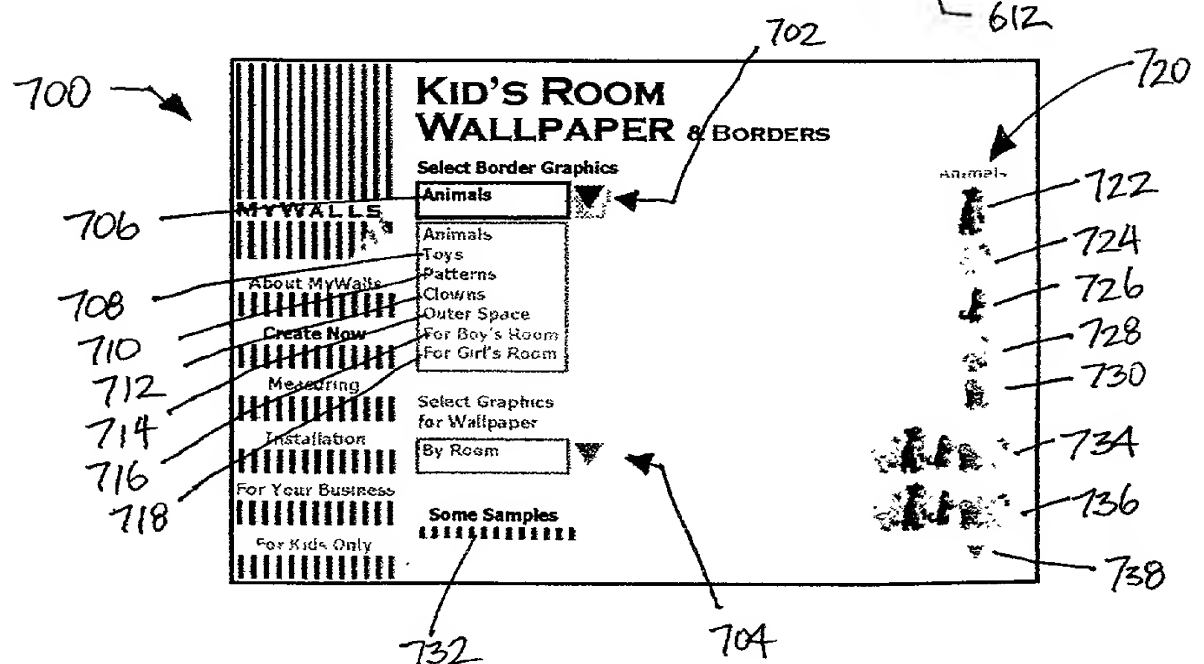 612
702
720
700
KID'S ROOM
WALLPAPER & BORDERS
Select Border Graphics
Animals
Animals
722
706
MYWALLS
Animals
724
Toys
Patterns
726
708
About MyWalls
Clowns
710
Outer Space
728
Create Now
For Boy's Room
712
For Girl's Room
730
Measuring
714
Select Graphics
for Wallpaper
716
Installation
By Room
734
718
For Your Business
736
Some Samples
For Kids Only
738
732
704